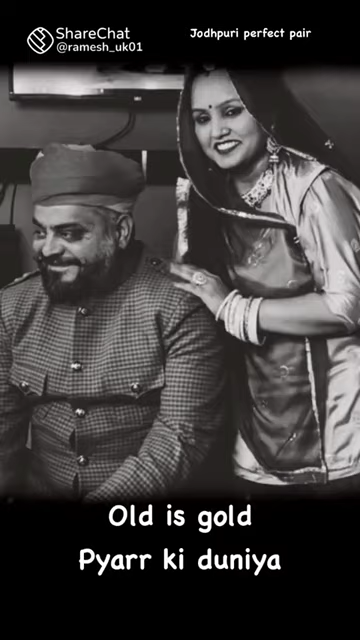 ShareChat
@ramesh_uk01
Jodhpuri perfect pair
Old is gold
Pyarr ki duniya